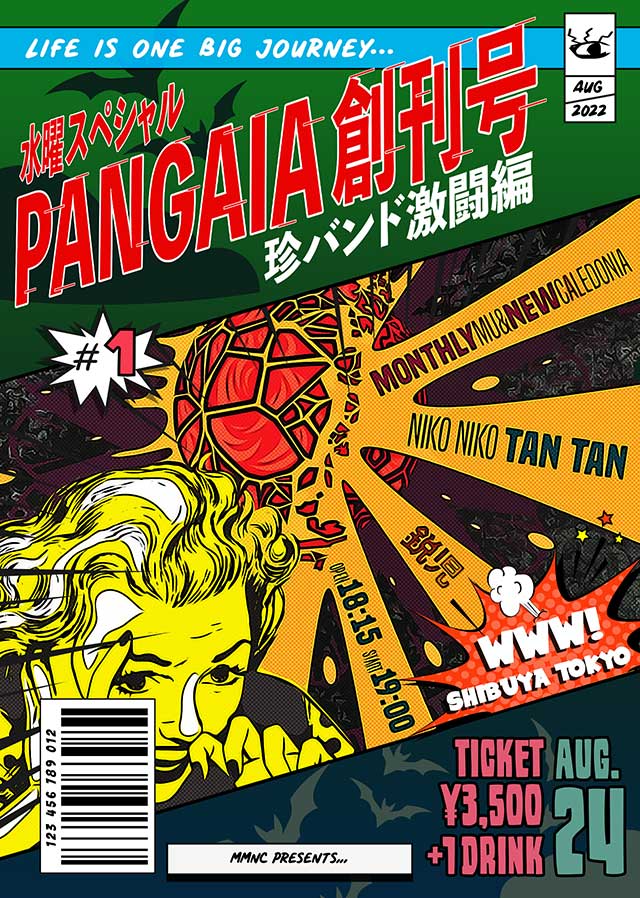 LIFE IS ONE BIG JOURNEY...
AUG
2022
水曜スペシャル
PANGAIA 創刊号
珍バンド激闘編
#1
MONTHLY MU & NEW CALEDONIA
NIKO NIKO TAN TAN
鋭児
OPEN 18:15 START 19:00
WWW!
SHIBUYA TOKYO
123 456 789 012
MMNC PRESENTS...
TICKET
¥3,500
+1 DRINK
AUG.
24